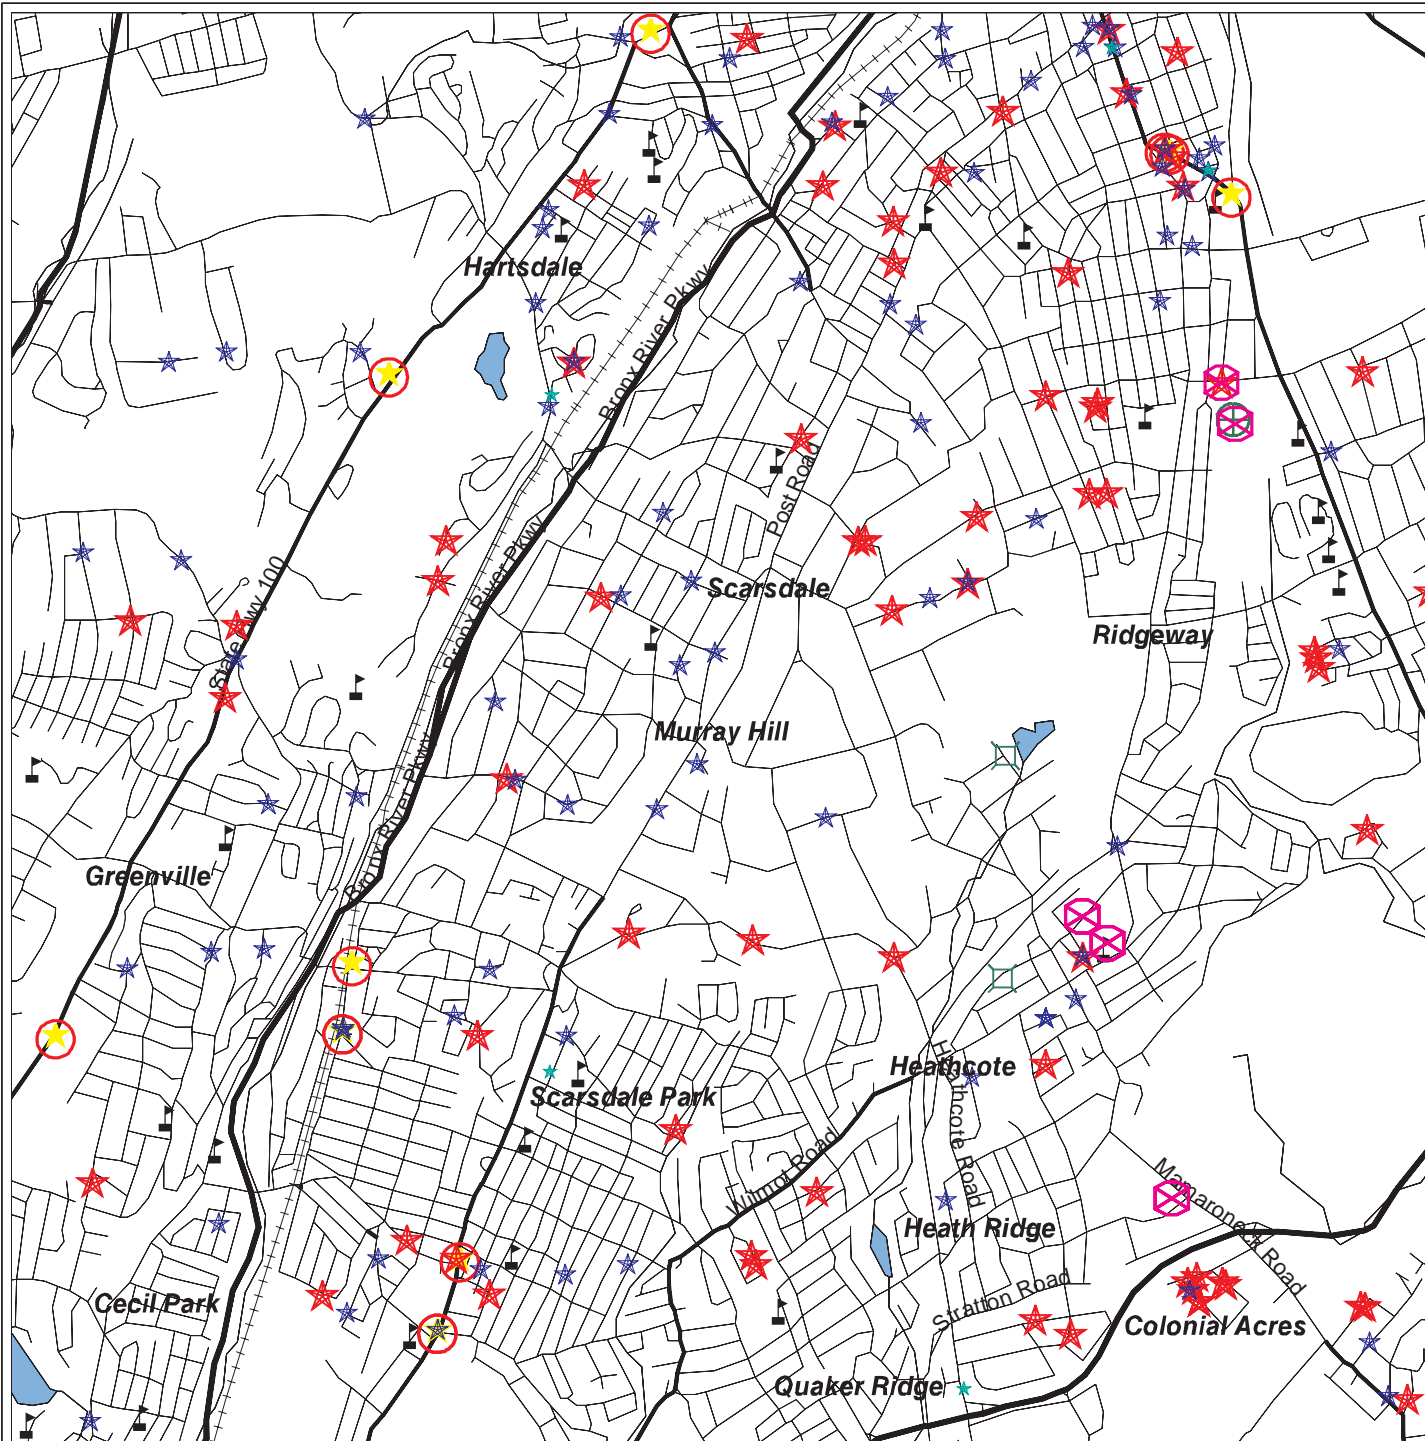 Hartsdale
Bronx River Pkwy
Post Road
Bronx River Pkwy
State Hwy 100
Scarsdale
Ridgeway
Murray Hill
Bronx River Pkwy
Greenville
Heathcote
Heathcote Road
Scarsdale Park
Wilmot Road
Mamaroneck Road
Heath Ridge
Stratton Road
Cecil Park
Colonial Acres
Quaker Ridge